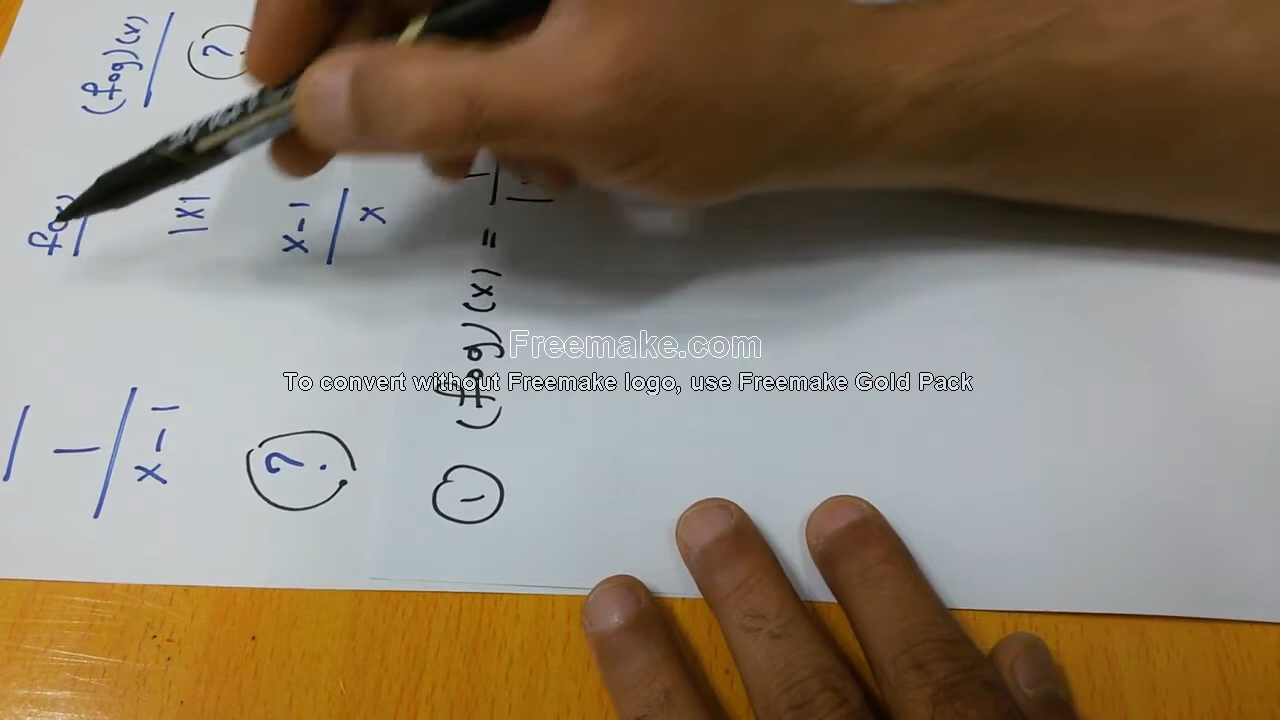 f(x) (fog)(x)
1/x-1 |x| ?
? x-1/x
① (fog)(x) =
Freemake.com
To convert without Freemake logo, use Freemake Gold Pack